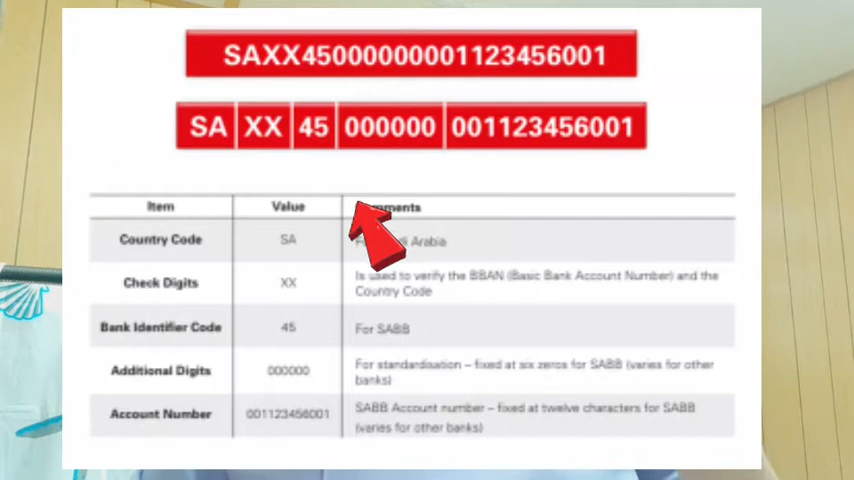 SAXX45000000001123456001
SA XX 45 000000 001123456001
Item Value
Country Code SA Arabia
Check Digits XX Is used to verify the BBAN (Basic Bank Account Number) and the
Country Code
Bank Identifier Code 45 For SABB
Additional Digits 000000 For standardisation – fixed at six zeros for SABB (varies for other
banks)
Account Number 001123456001 SABB Account number – fixed at twelve characters for SABB
(varies for other banks)